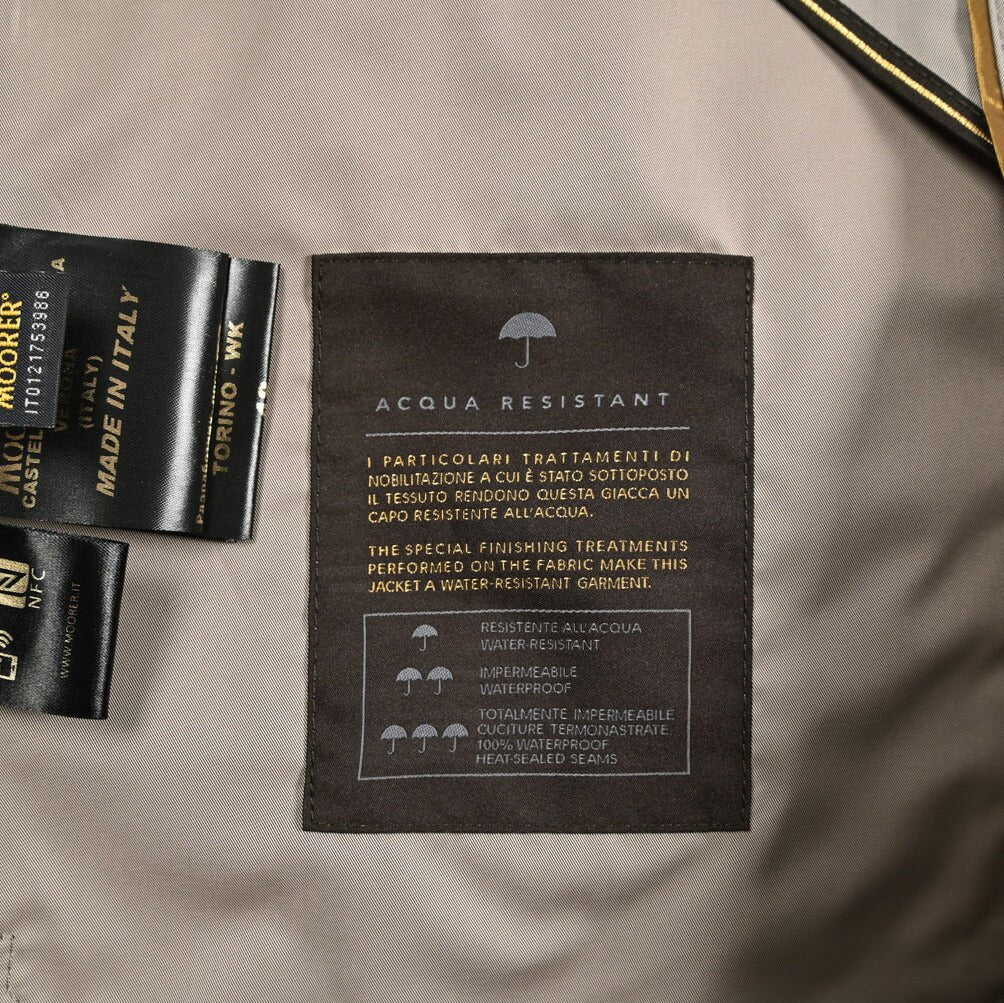 MOORER®
IT0121753986
CASTEL
VERONA
(ITALY)
MADE IN ITALY
TORINO - WK
NFC
WWW.MOORER.IT
ACQUA RESISTANT
I PARTICOLARI TRATTAMENTI DI
NOBILITAZIONE A CUI È STATO SOTTOPOSTO
IL TESSUTO RENDONO QUESTA GIACCA UN
CAPO RESISTENTE ALL'ACQUA.
THE SPECIAL FINISHING TREATMENTS
PERFORMED ON THE FABRIC MAKE THIS
JACKET A WATER-RESISTANT GARMENT.
RESISTENTE ALL'ACQUA
WATER-RESISTANT
IMPERMEABILE
WATERPROOF
TOTALMENTE IMPERMEABILE
CUCITURE TERMONASTRATE
100% WATERPROOF
HEAT-SEALED SEAMS